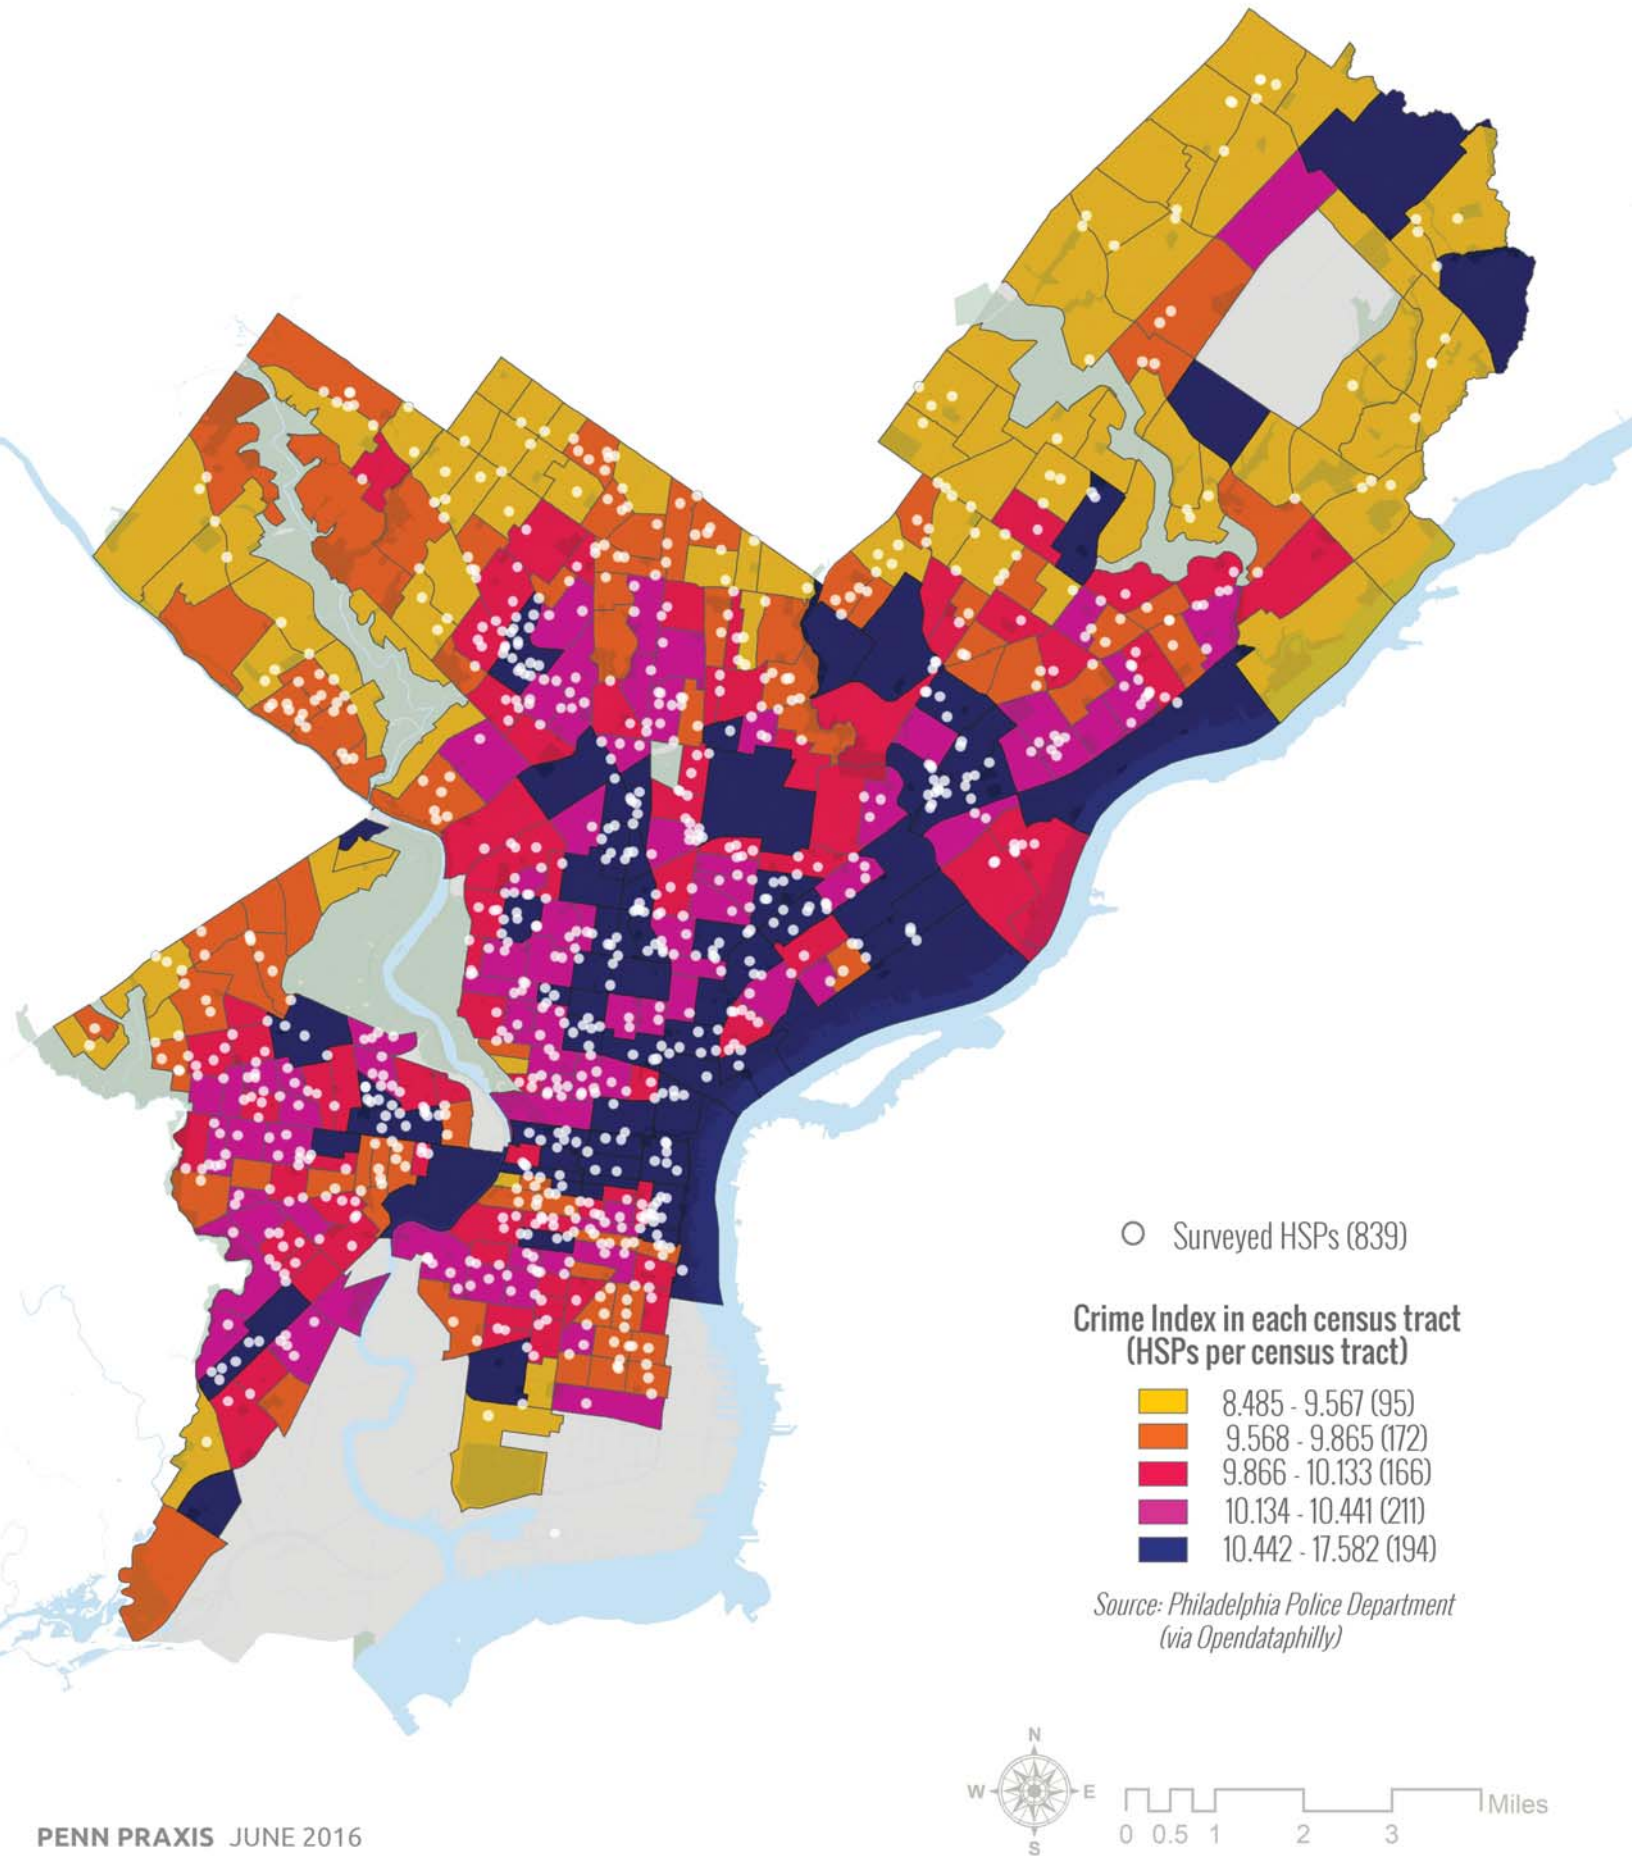 Surveyed HSPs (839)
Crime Index in each census tract
(HSPs per census tract)
8.485 - 9.567 (95)
9.568 - 9.865 (172)
9.866 - 10.133 (166)
10.134 - 10.441 (211)
10.442 - 17.582 (194)
Source: Philadelphia Police Department
(via Opendataphilly)
N
W E
S
Miles
0 0.5 1 2 3
PENN PRAXIS JUNE 2016